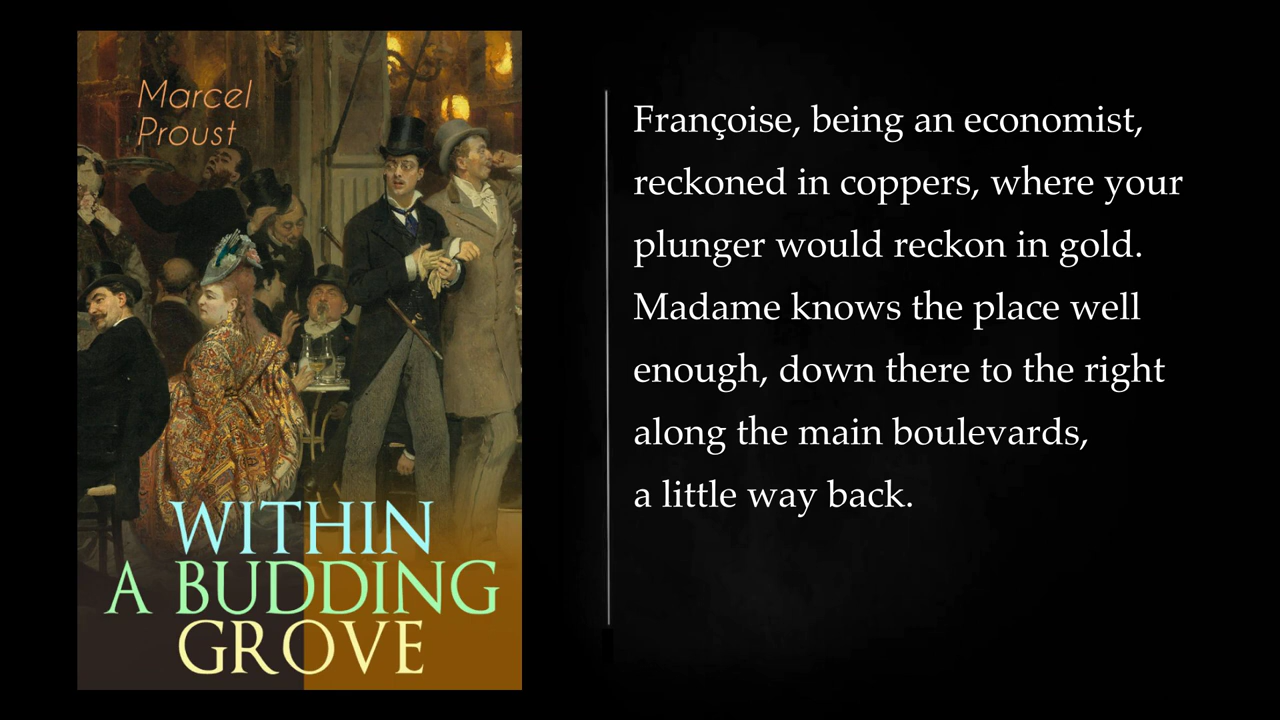 Marcel
Proust
WITHIN
A BUDDING
GROVE
Françoise, being an economist,
reckoned in coppers, where your
plunger would reckon in gold.
Madame knows the place well
enough, down there to the right
along the main boulevards,
a little way back.